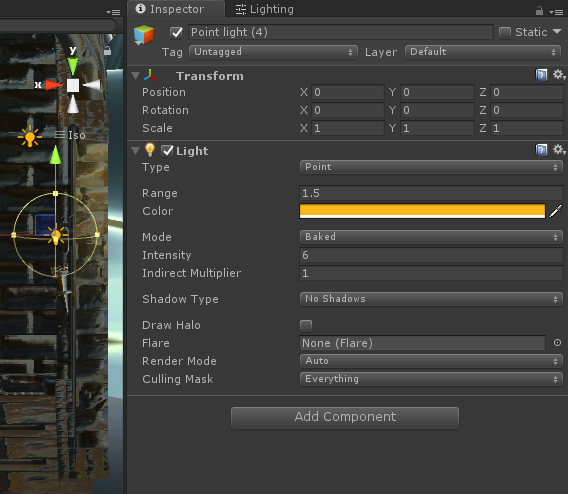 Inspector Lighting
Point light (4) Static
Tag Untagged Layer Default
y
x
Iso
Transform
Position X 0 Y 0 Z 0
Rotation X 0 Y 0 Z 0
Scale X 1 Y 1 Z 1
Light
Type Point
Range 1.5
Color
Mode Baked
Intensity 6
Indirect Multiplier 1
Shadow Type No Shadows
Draw Halo
Flare None (Flare)
Render Mode Auto
Culling Mask Everything
Add Component